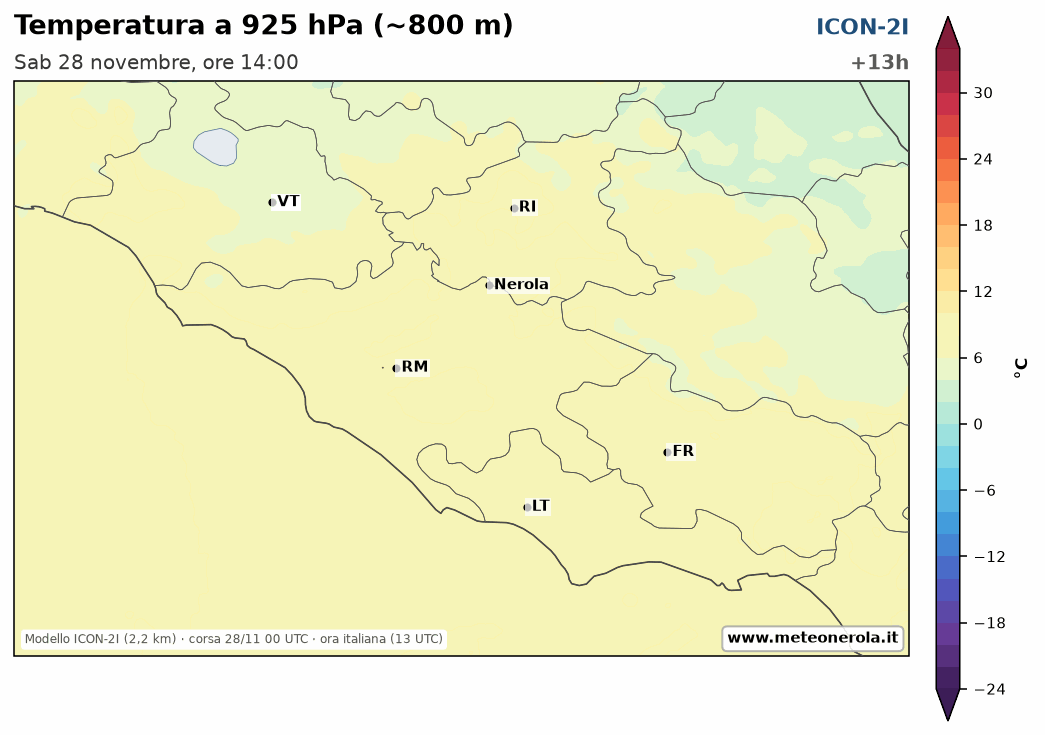 Temperatura a 925 hPa (~800 m)
ICON-2I
Sab 28 novembre, ore 14:00
+13h
VT
RI
Nerola
RM
FR
LT
Modello ICON-2I (2,2 km) · corsa 28/11 00 UTC · ora italiana (13 UTC)
www.meteonerola.it
30
24
18
12
6
0
−6
−12
−18
−24
°C